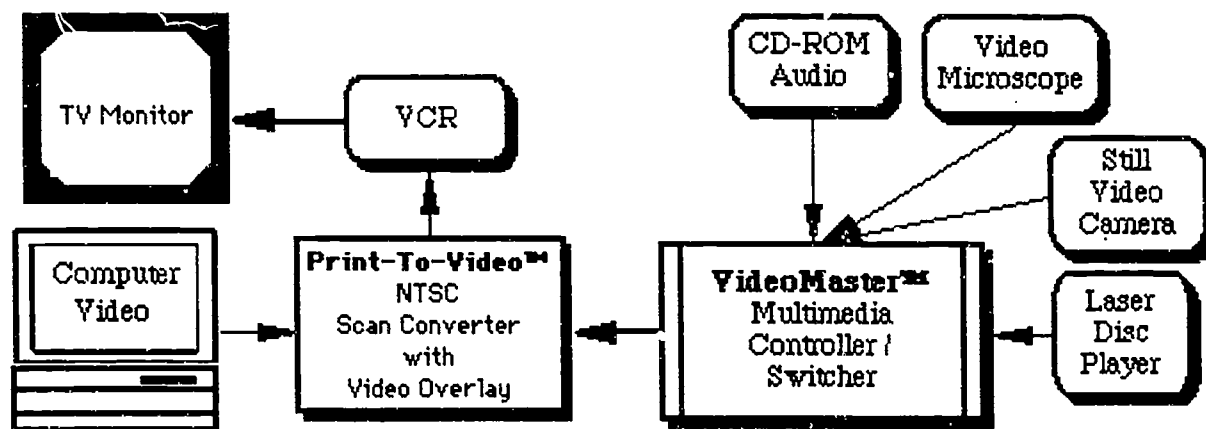 TV Monitor
VCR
CD-ROM
Audio
Video
Microscope
Still
Video
Camera
Computer
Video
Print-To-Video™
NTSC
Scan Converter
with
Video Overlay
VideoMaster™
Multimedia
Controller /
Switcher
Laser
Disc
Player